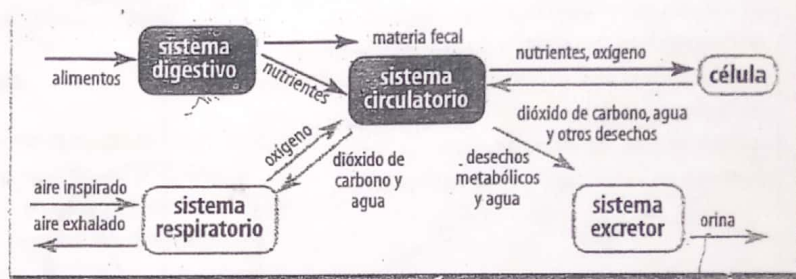 sistema
digestivo
alimentos
materia fecal
nutrientes
sistema
circulatorio
nutrientes, oxígeno
célula
dióxido de carbono, agua
y otros desechos
oxígeno
dióxido de
carbono y
agua
desechos
metabólicos
y agua
aire inspirado
aire exhalado
sistema
respiratorio
sistema
excretor
orina